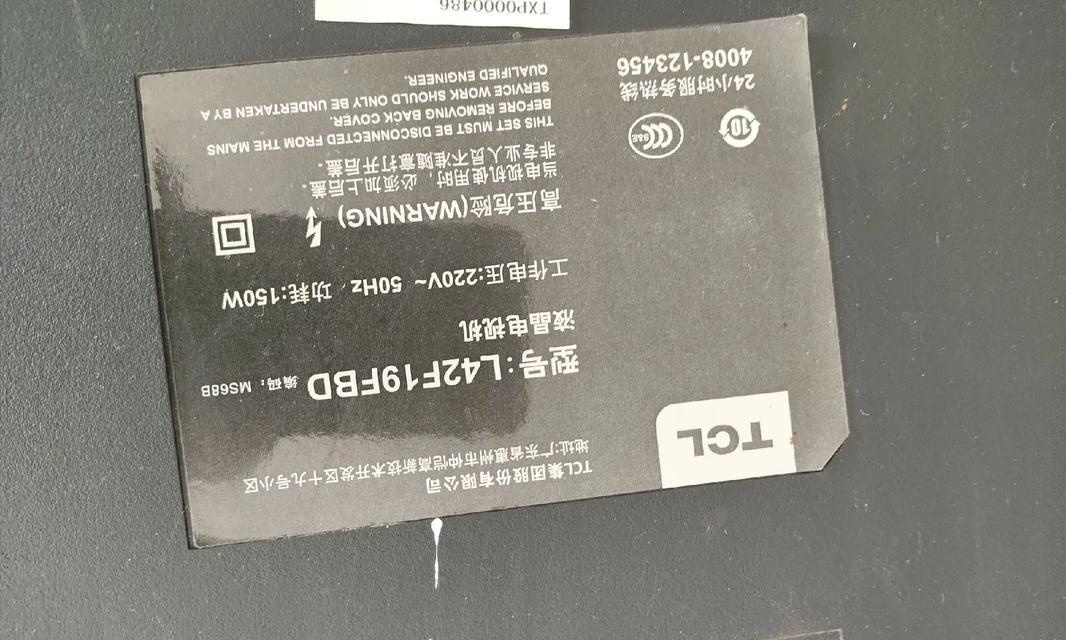 TCL
TCL集团股份有限公司
地址:广东省惠州市仲恺高新技术开发区十九号小区
型号:L42F19FBD 编码:MS68B
液晶电视机
工作电压:220V~ 50Hz 功耗:150W
高压危险(WARNING)
当电视机使用时,必须加上后盖。
非专业人员不准随意打开后盖。
THIS SET MUST BE DISCONNECTED FROM THE MAINS
BEFORE REMOVING BACK COVER.
SERVICE WORK SHOULD ONLY BE UNDERTAKEN BY A
QUALIFIED ENGINEER.
10
CCC S&E
24小时服务热线
4008-123456
TXP0000486